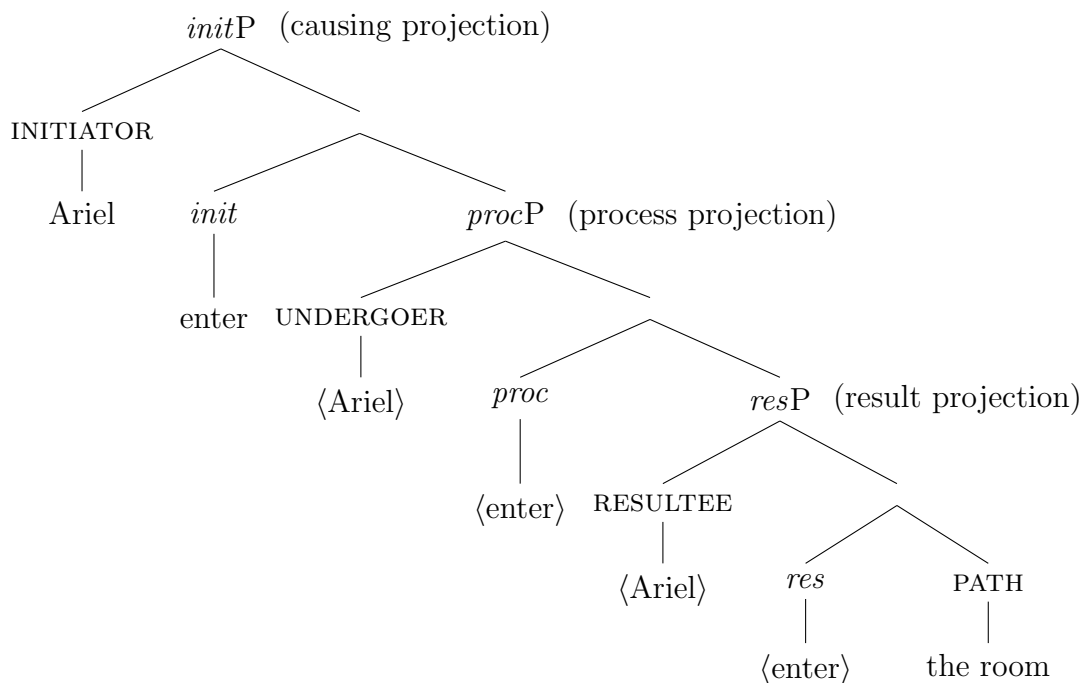 initP (causing projection)
INITIATOR
Ariel init procP (process projection)
enter UNDERGOER
⟨Ariel⟩ proc resP (result projection)
⟨enter⟩ RESULTEE
⟨Ariel⟩ res PATH
⟨enter⟩ the room